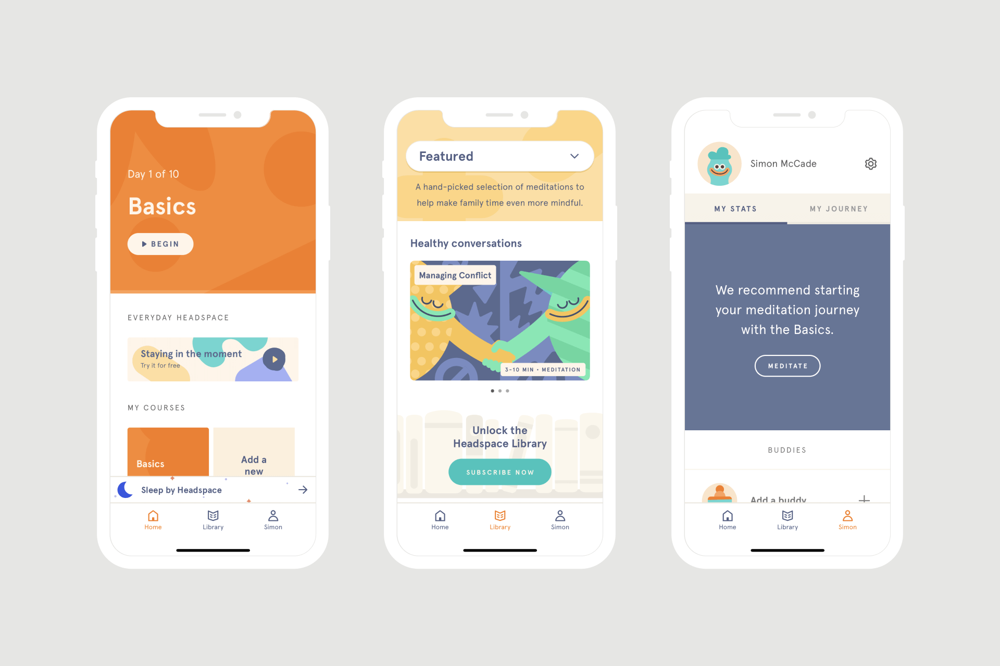 Day 1 of 10
Basics
BEGIN
EVERYDAY HEADSPACE
Staying in the moment
Try it for free
MY COURSES
Basics
Add a
new
Sleep by Headspace
Home
Library
Simon
Featured
A hand-picked selection of meditations to
help make family time even more mindful.
Healthy conversations
Managing Conflict
3-10 MIN • MEDITATION
Unlock the
Headspace Library
SUBSCRIBE NOW
Home
Library
Simon
Simon McCade
MY STATS
MY JOURNEY
We recommend starting
your meditation journey
with the Basics.
MEDITATE
BUDDIES
Add a buddy
Home
Library
Simon